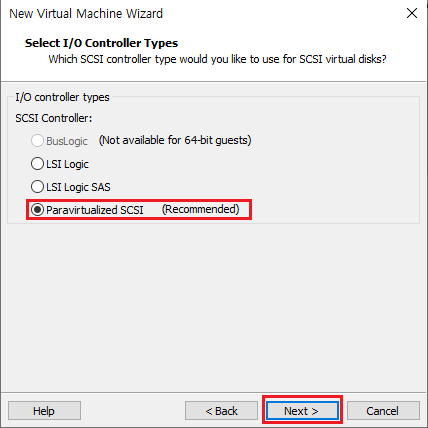 New Virtual Machine Wizard
Select I/O Controller Types
Which SCSI controller type would you like to use for SCSI virtual disks?
I/O controller types
SCSI Controller:
BusLogic (Not available for 64-bit guests)
LSI Logic
LSI Logic SAS
Paravirtualized SCSI (Recommended)
Help < Back Next > Cancel